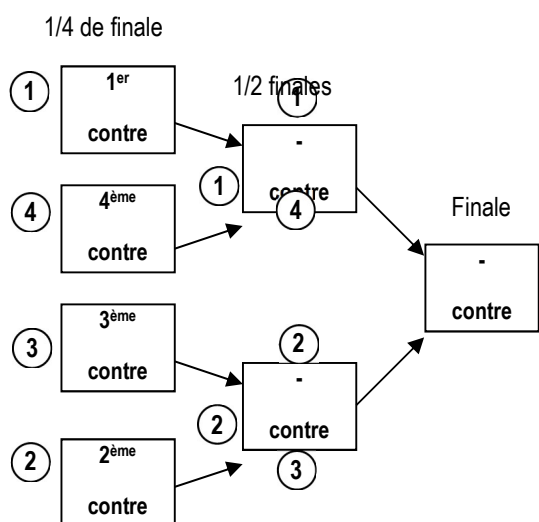 1/4 de finale
1
1er
contre
4
4ème
contre
3
3ème
contre
2
2ème
contre
1/2 finales
1
-
1
contre
4
2
-
2
contre
3
Finale
-
contre